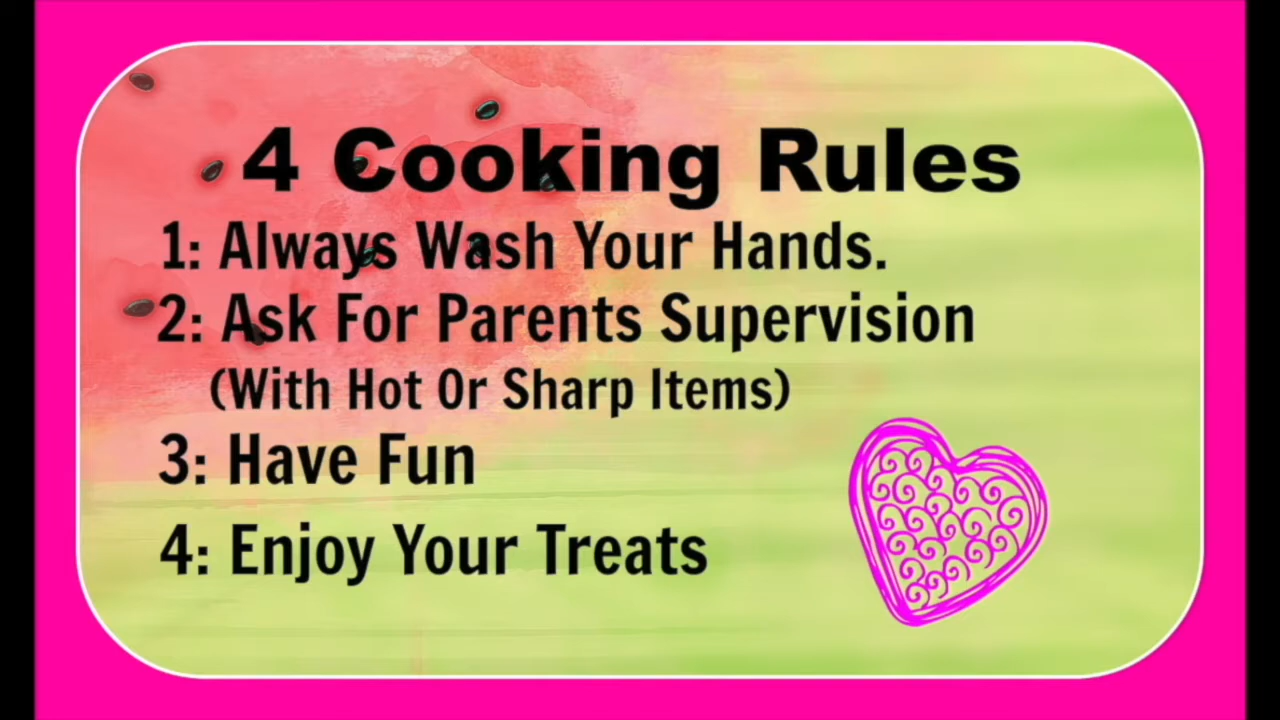 4 Cooking Rules
1: Always Wash Your Hands.
2: Ask For Parents Supervision
(With Hot Or Sharp Items)
3: Have Fun
4: Enjoy Your Treats